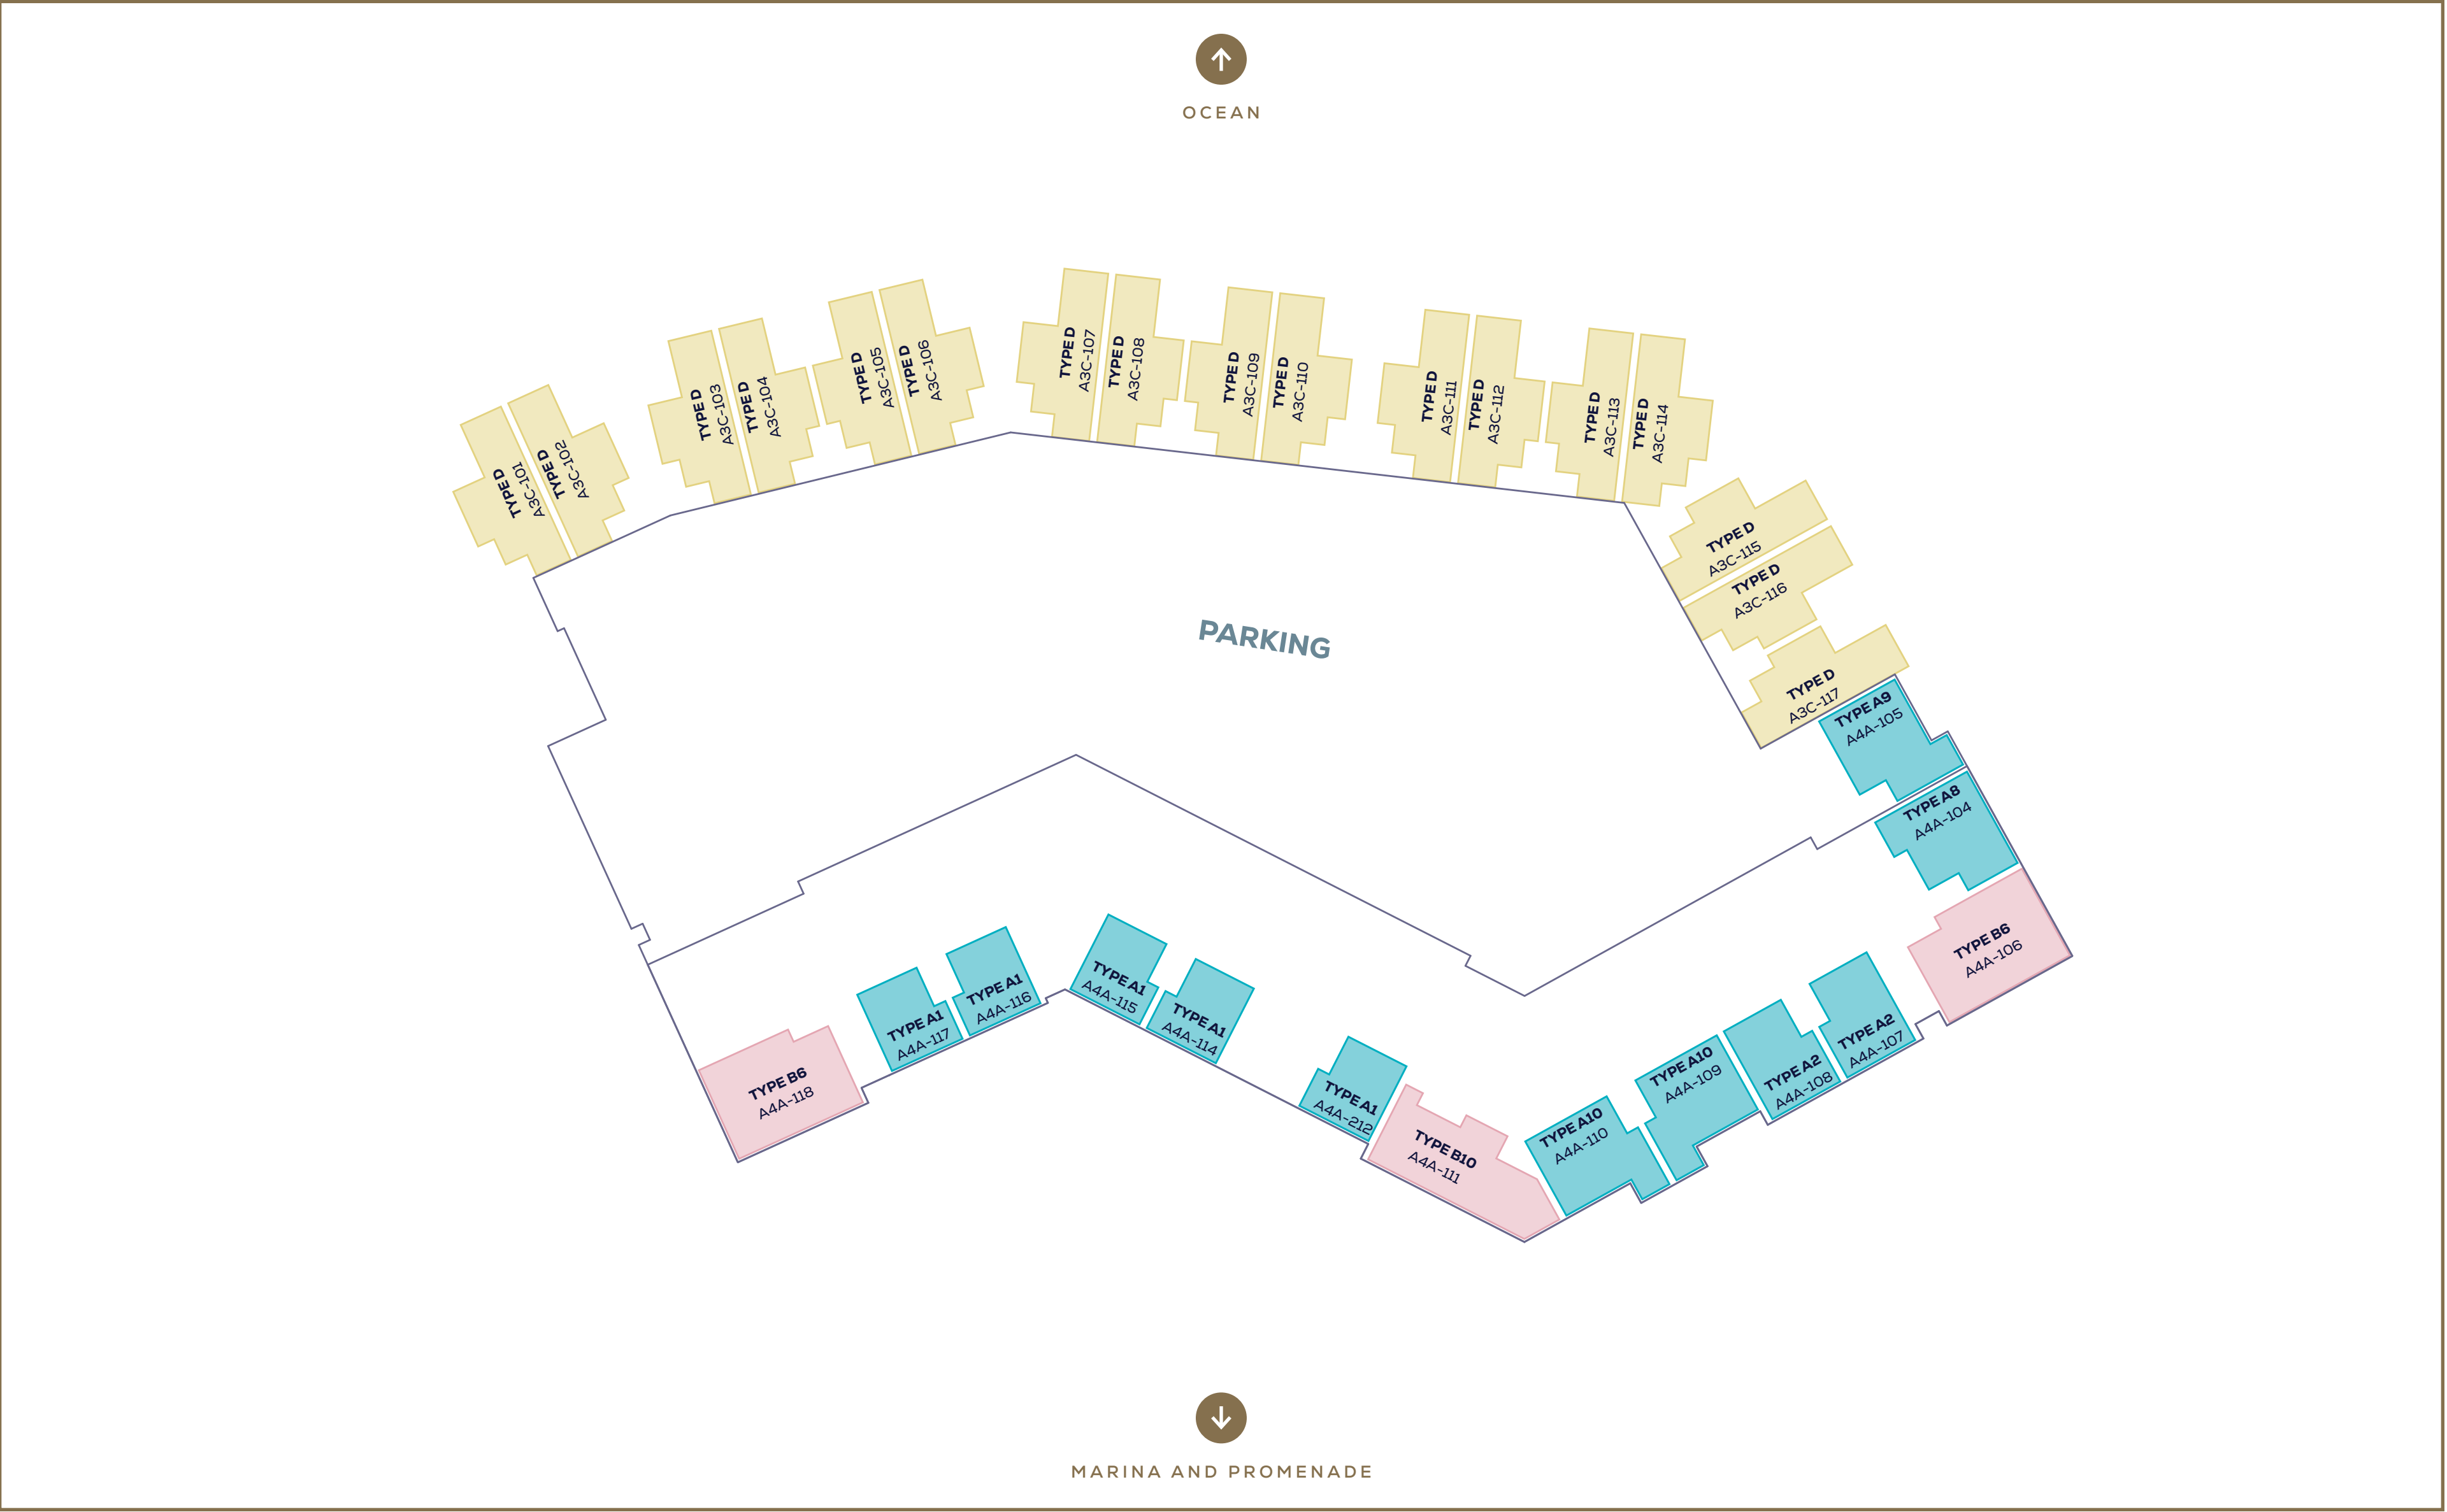 OCEAN
TYPE D
A3C-101
TYPE D
A3C-102
TYPE D
A3C-103
TYPE D
A3C-104
TYPE D
A3C-105
TYPE D
A3C-106
TYPE D
A3C-107
TYPE D
A3C-108
TYPE D
A3C-109
TYPE D
A3C-110
TYPE D
A3C-111
TYPE D
A3C-112
TYPE D
A3C-113
TYPE D
A3C-114
TYPE D
A3C-115
TYPE D
A3C-116
TYPE D
A3C-117
PARKING
TYPE A9
A4A-105
TYPE A8
A4A-104
TYPE B6
A4A-106
TYPE A2
A4A-107
TYPE A2
A4A-108
TYPE A10
A4A-109
TYPE A10
A4A-110
TYPE B10
A4A-111
TYPE A1
A4A-212
TYPE A1
A4A-114
TYPE A1
A4A-115
TYPE A1
A4A-116
TYPE A1
A4A-117
TYPE B6
A4A-118
MARINA AND PROMENADE